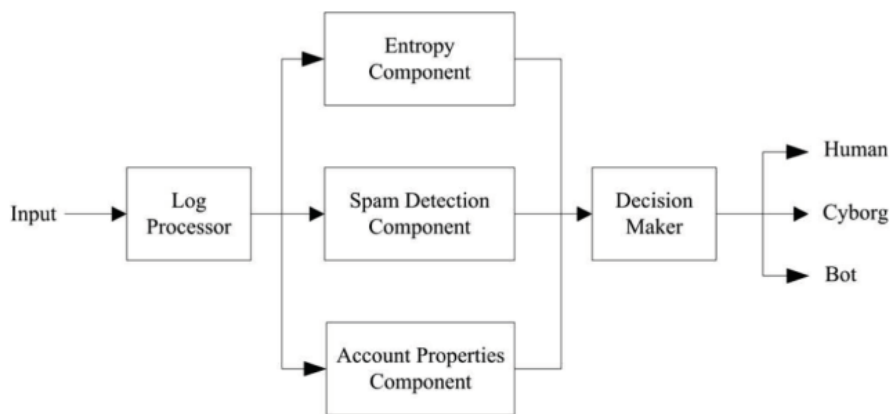 Entropy
Component
Input
Log
Processor
Spam Detection
Component
Decision
Maker
Human
Cyborg
Bot
Account Properties
Component